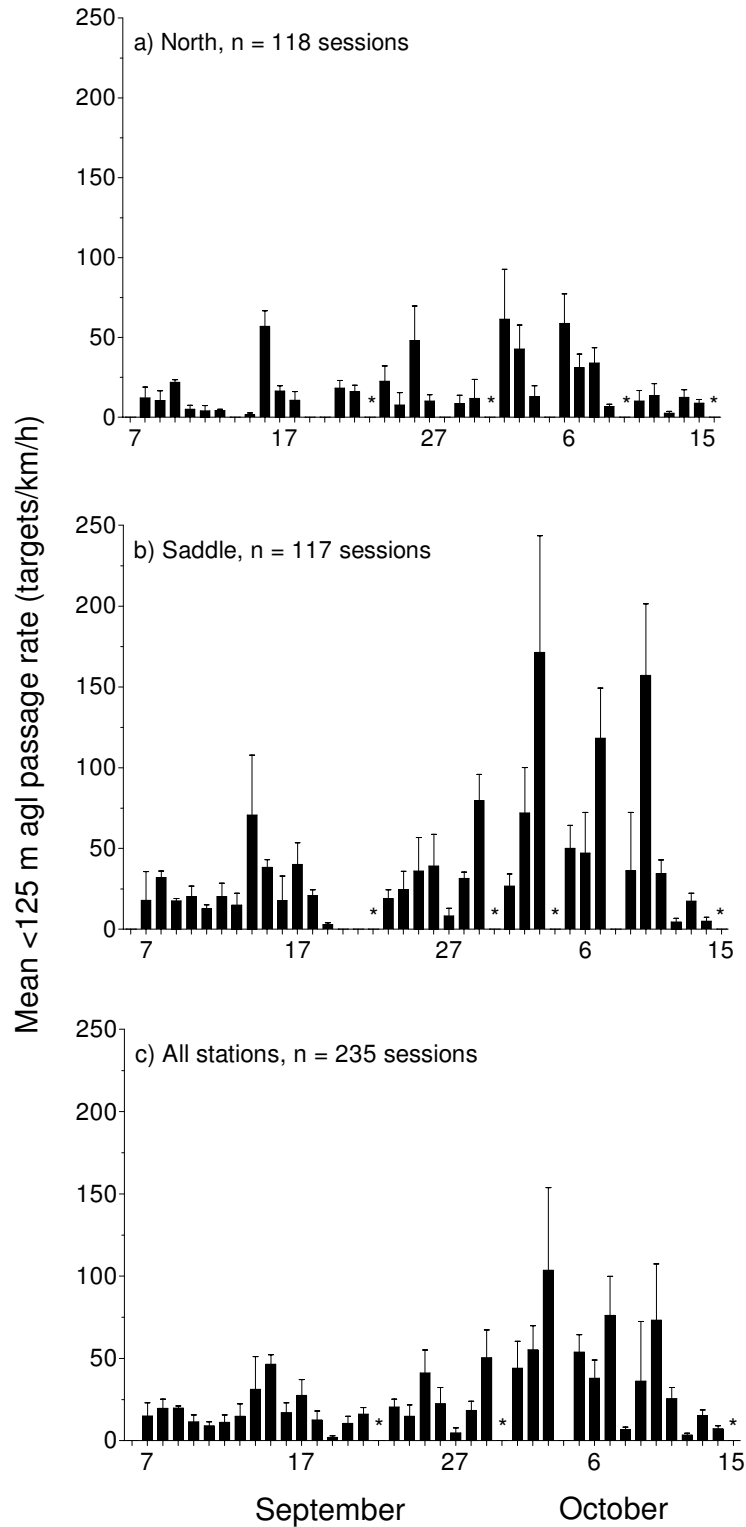 Mean <125 m agl passage rate (targets/km/h)
a) North, n = 118 sessions
250
200
150
100
50
0
* * * *
7 17 27 6 15
b) Saddle, n = 117 sessions
250
200
150
100
50
0
* * * *
7 17 27 6 15
c) All stations, n = 235 sessions
250
200
150
100
50
0
* * *
7 17 27 6 15
September October